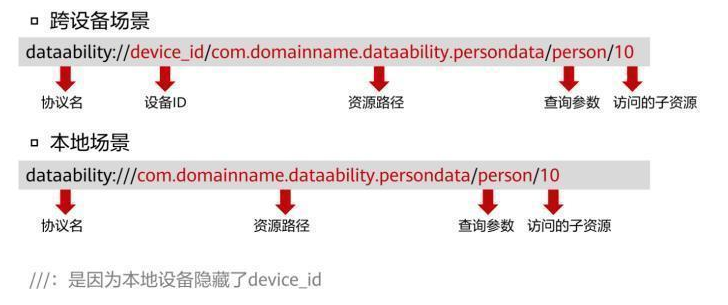 ▫ 跨设备场景
dataability://device_id/com.domainname.dataability.persondata/person/10
协议名 设备ID 资源路径 查询参数 访问的子资源
▫ 本地场景
dataability:///com.domainname.dataability.persondata/person/10
协议名 资源路径 查询参数 访问的子资源
///：是因为本地设备隐藏了device_id